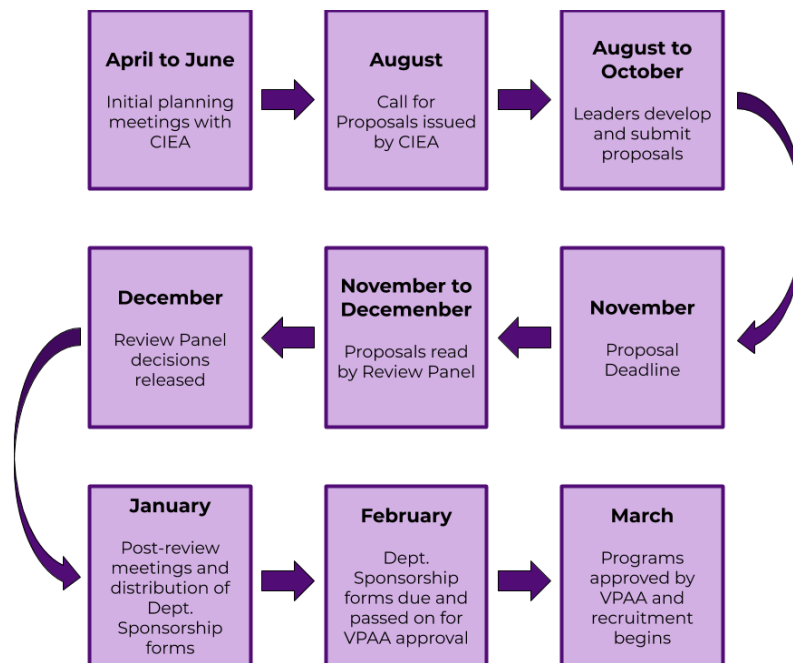 April to June
Initial planning
meetings with
CIEA
August
Call for
Proposals issued
by CIEA
August to
October
Leaders develop
and submit
proposals
November
Proposal
Deadline
November to
Decemenber
Proposals read
by Review Panel
December
Review Panel
decisions
released
January
Post-review
meetings and
distribution of
Dept.
Sponsorship
forms
February
Dept.
Sponsorship
forms due and
passed on for
VPAA approval
March
Programs
approved by
VPAA and
recruitment
begins